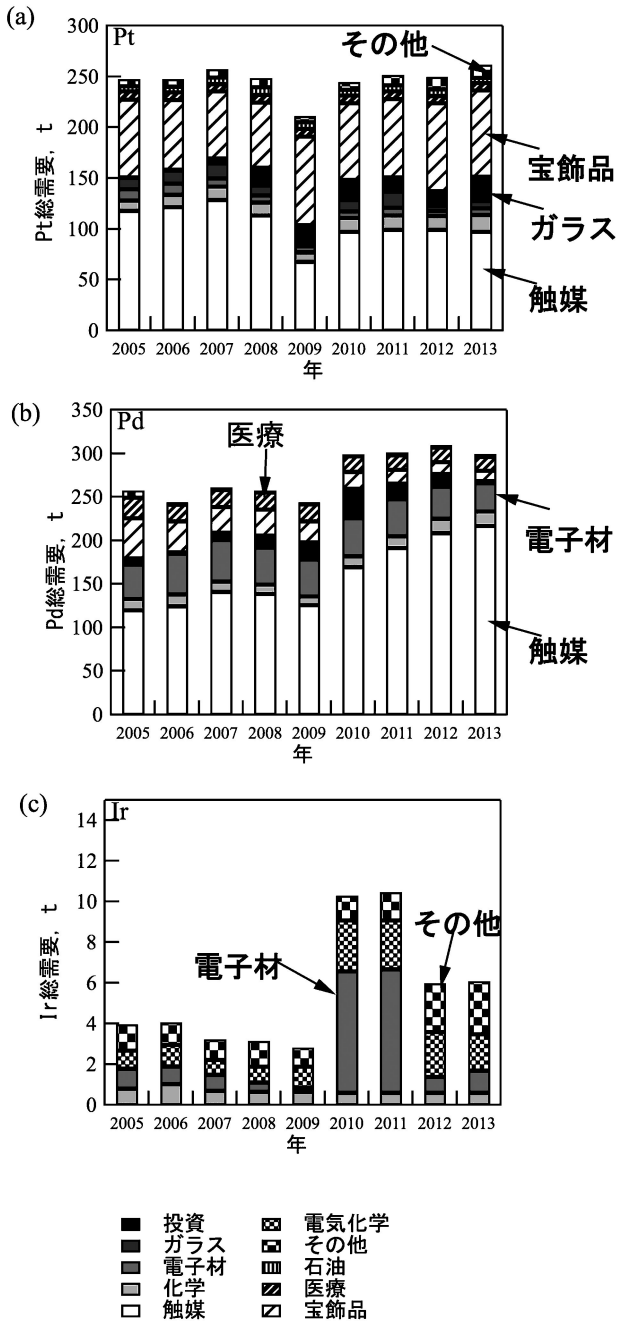 (a)
Pt
300
250
200
150
100
50
0
Pt総需要, t
その他
宝飾品
ガラス
触媒
2005 2006 2007 2008 2009 2010 2011 2012 2013
年
(b)
Pd
350
300
250
200
150
100
50
0
Pd総需要, t
医療
電子材
触媒
2005 2006 2007 2008 2009 2010 2011 2012 2013
年
(c)
Ir
14
12
10
8
6
4
2
0
Ir総需要, t
電子材
その他
2005 2006 2007 2008 2009 2010 2011 2012 2013
年
投資
ガラス
電子材
化学
触媒
電気化学
その他
石油
医療
宝飾品